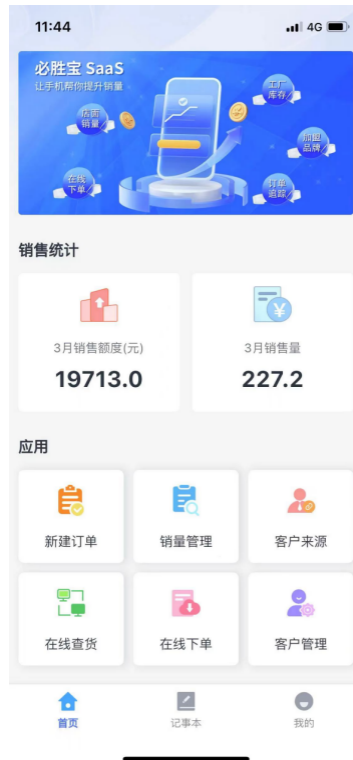 11:44
4G
必胜宝 SaaS
让手机帮你提升销量
店面
销量
工厂
库存
加盟
品牌
在线
下单
订单
追踪
销售统计
3月销售额度(元)
3月销售量
19713.0
227.2
应用
新建订单
销量管理
客户来源
在线查货
在线下单
客户管理
首页
记事本
我的